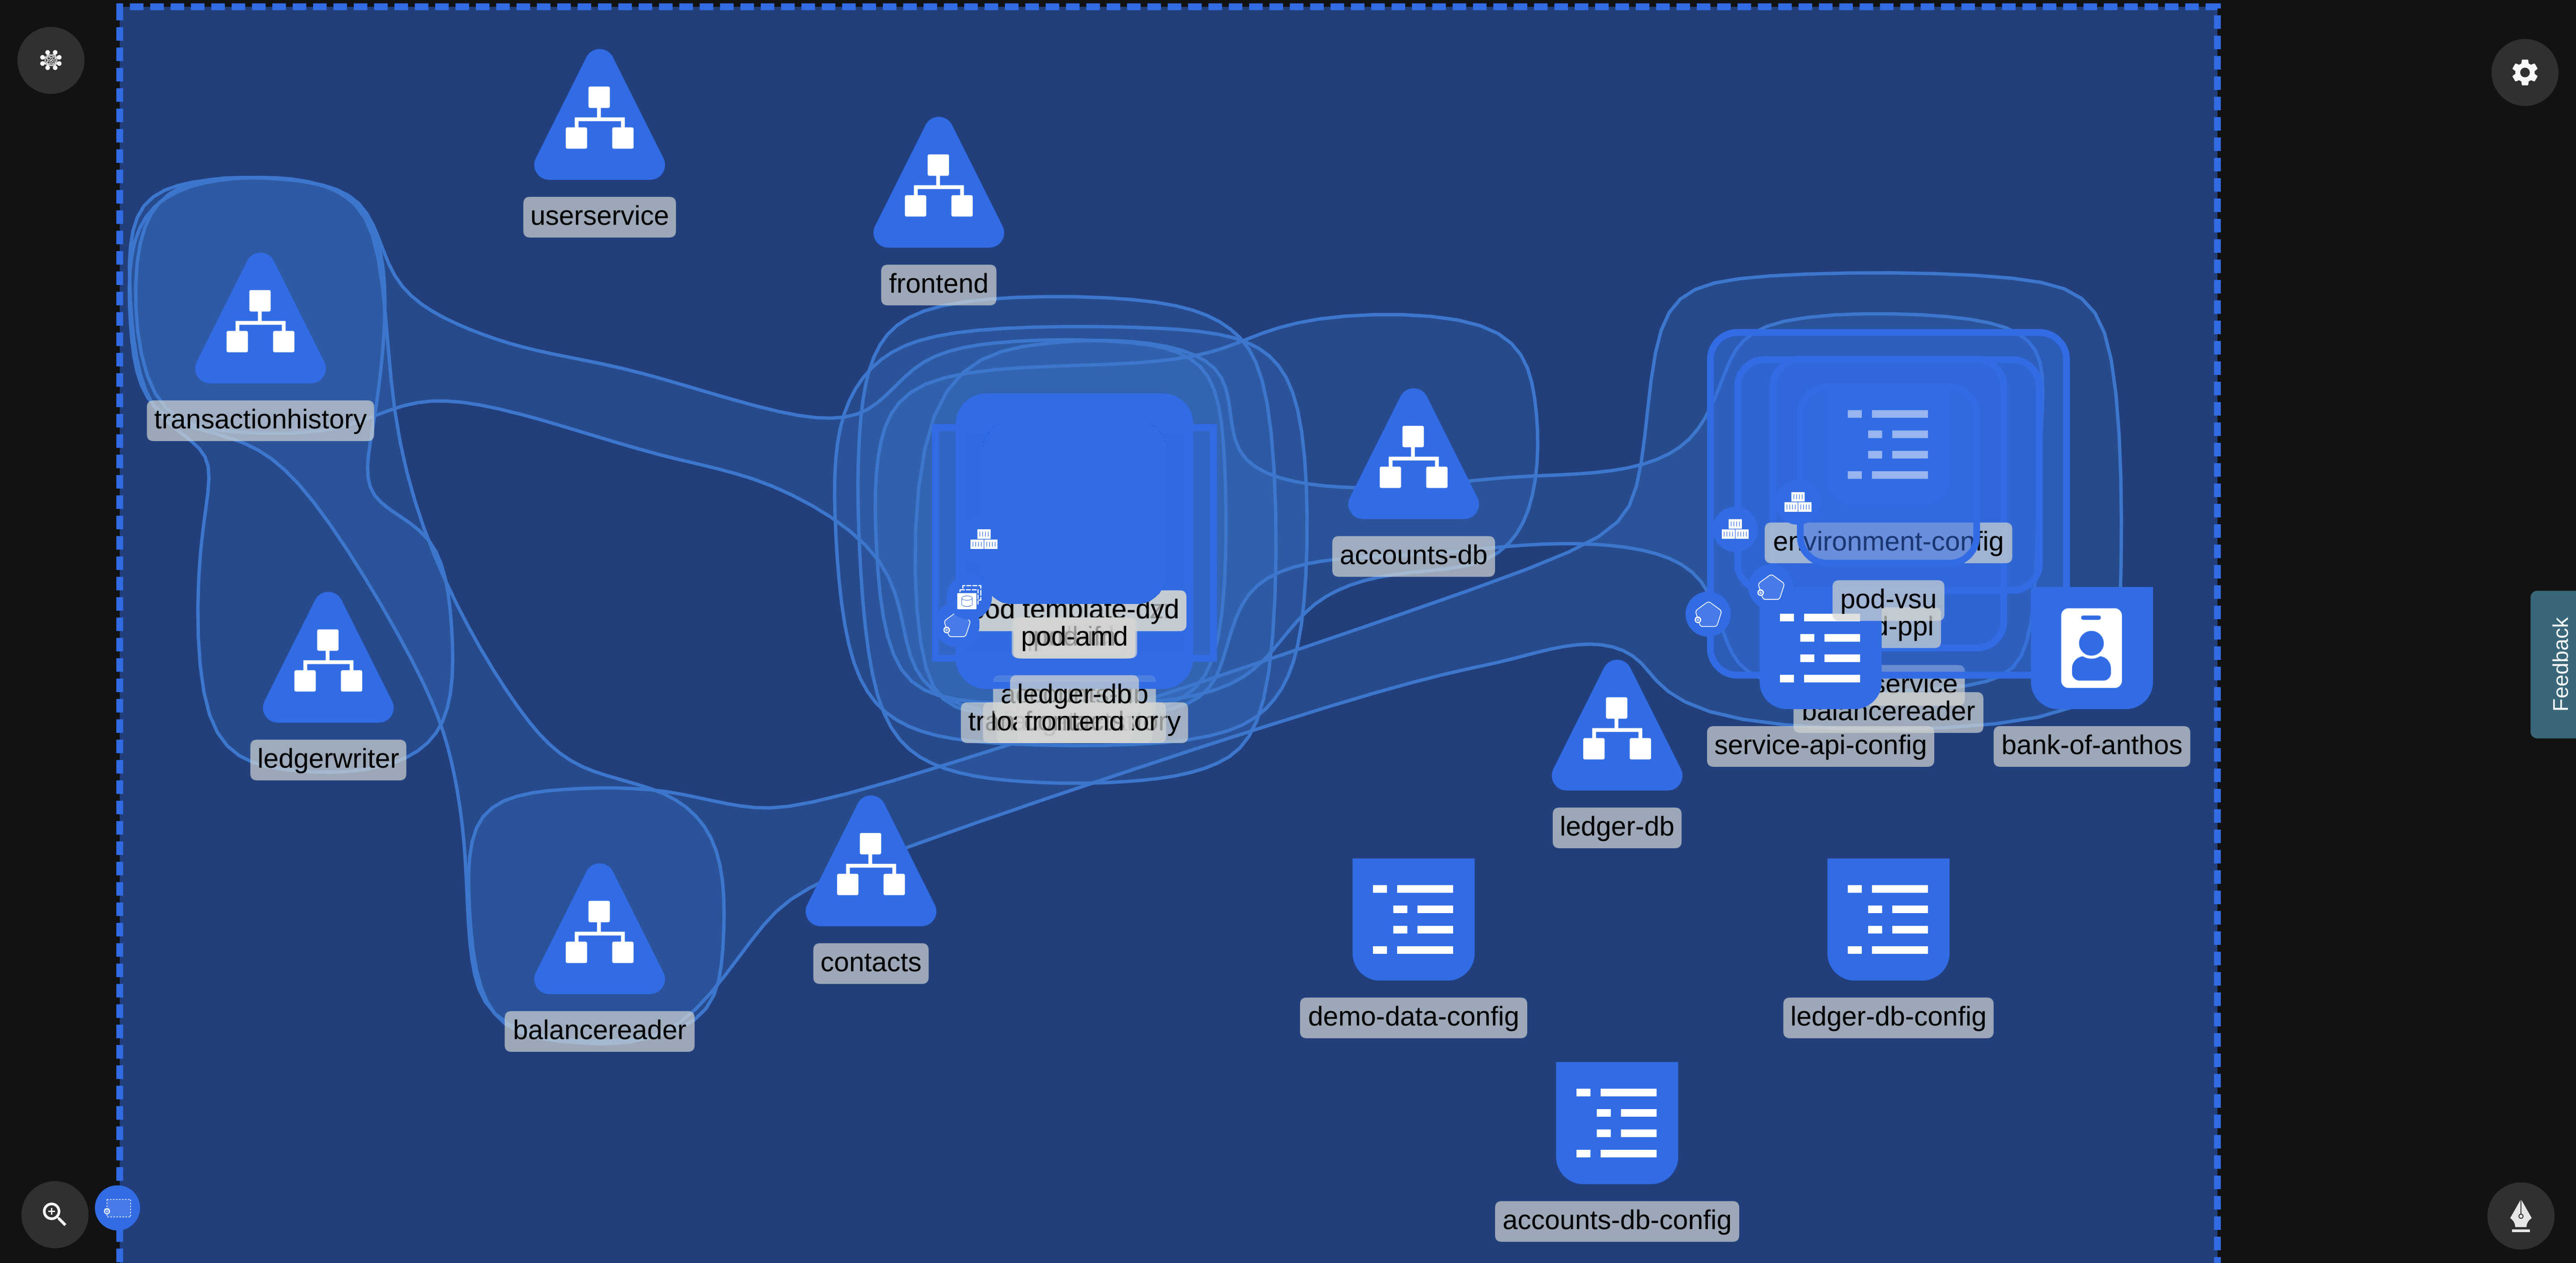 userservice
frontend
transactionhistory
accounts-db
environment-config
pod-vsu
template-dyd
pod-amd
ledger-db
frontend
balancereader
service-api-config
bank-of-anthos
ledgerwriter
ledger-db
contacts
balancereader
demo-data-config
ledger-db-config
accounts-db-config
Feedback